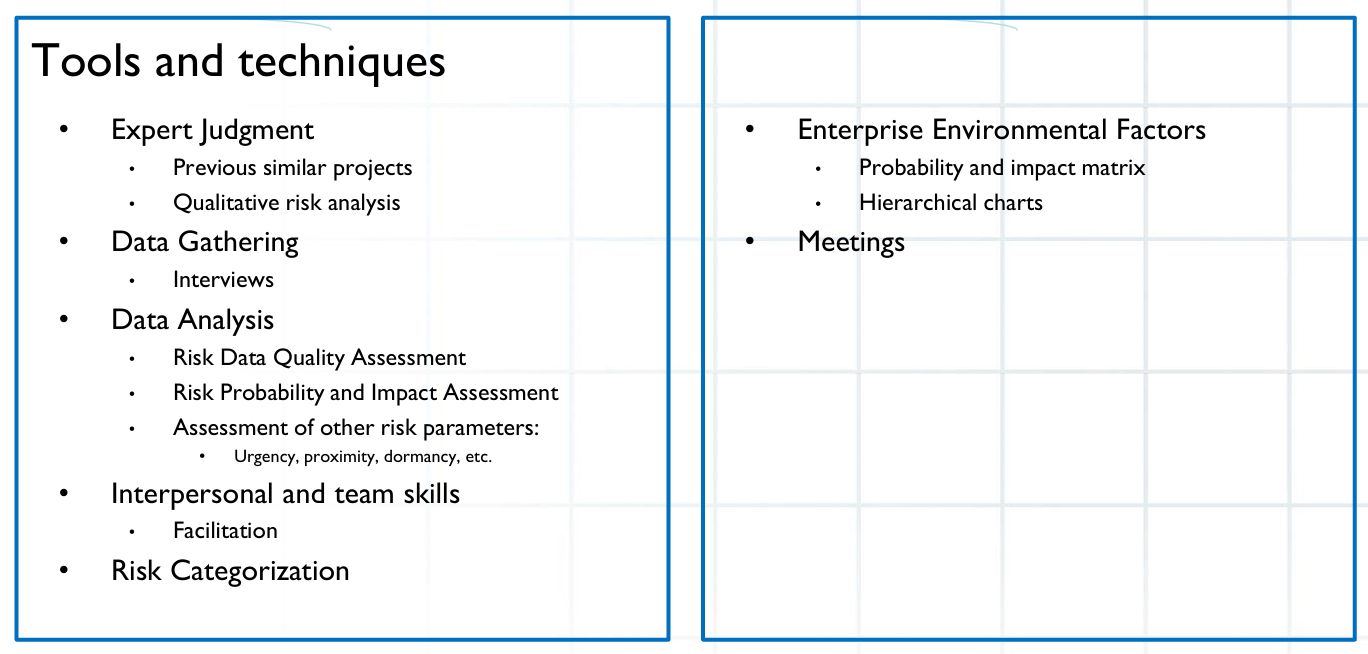 Tools and techniques
• Expert Judgment
• Previous similar projects
• Qualitative risk analysis
• Data Gathering
• Interviews
• Data Analysis
• Risk Data Quality Assessment
• Risk Probability and Impact Assessment
• Assessment of other risk parameters:
• Urgency, proximity, dormancy, etc.
• Interpersonal and team skills
• Facilitation
• Risk Categorization
• Enterprise Environmental Factors
• Probability and impact matrix
• Hierarchical charts
• Meetings